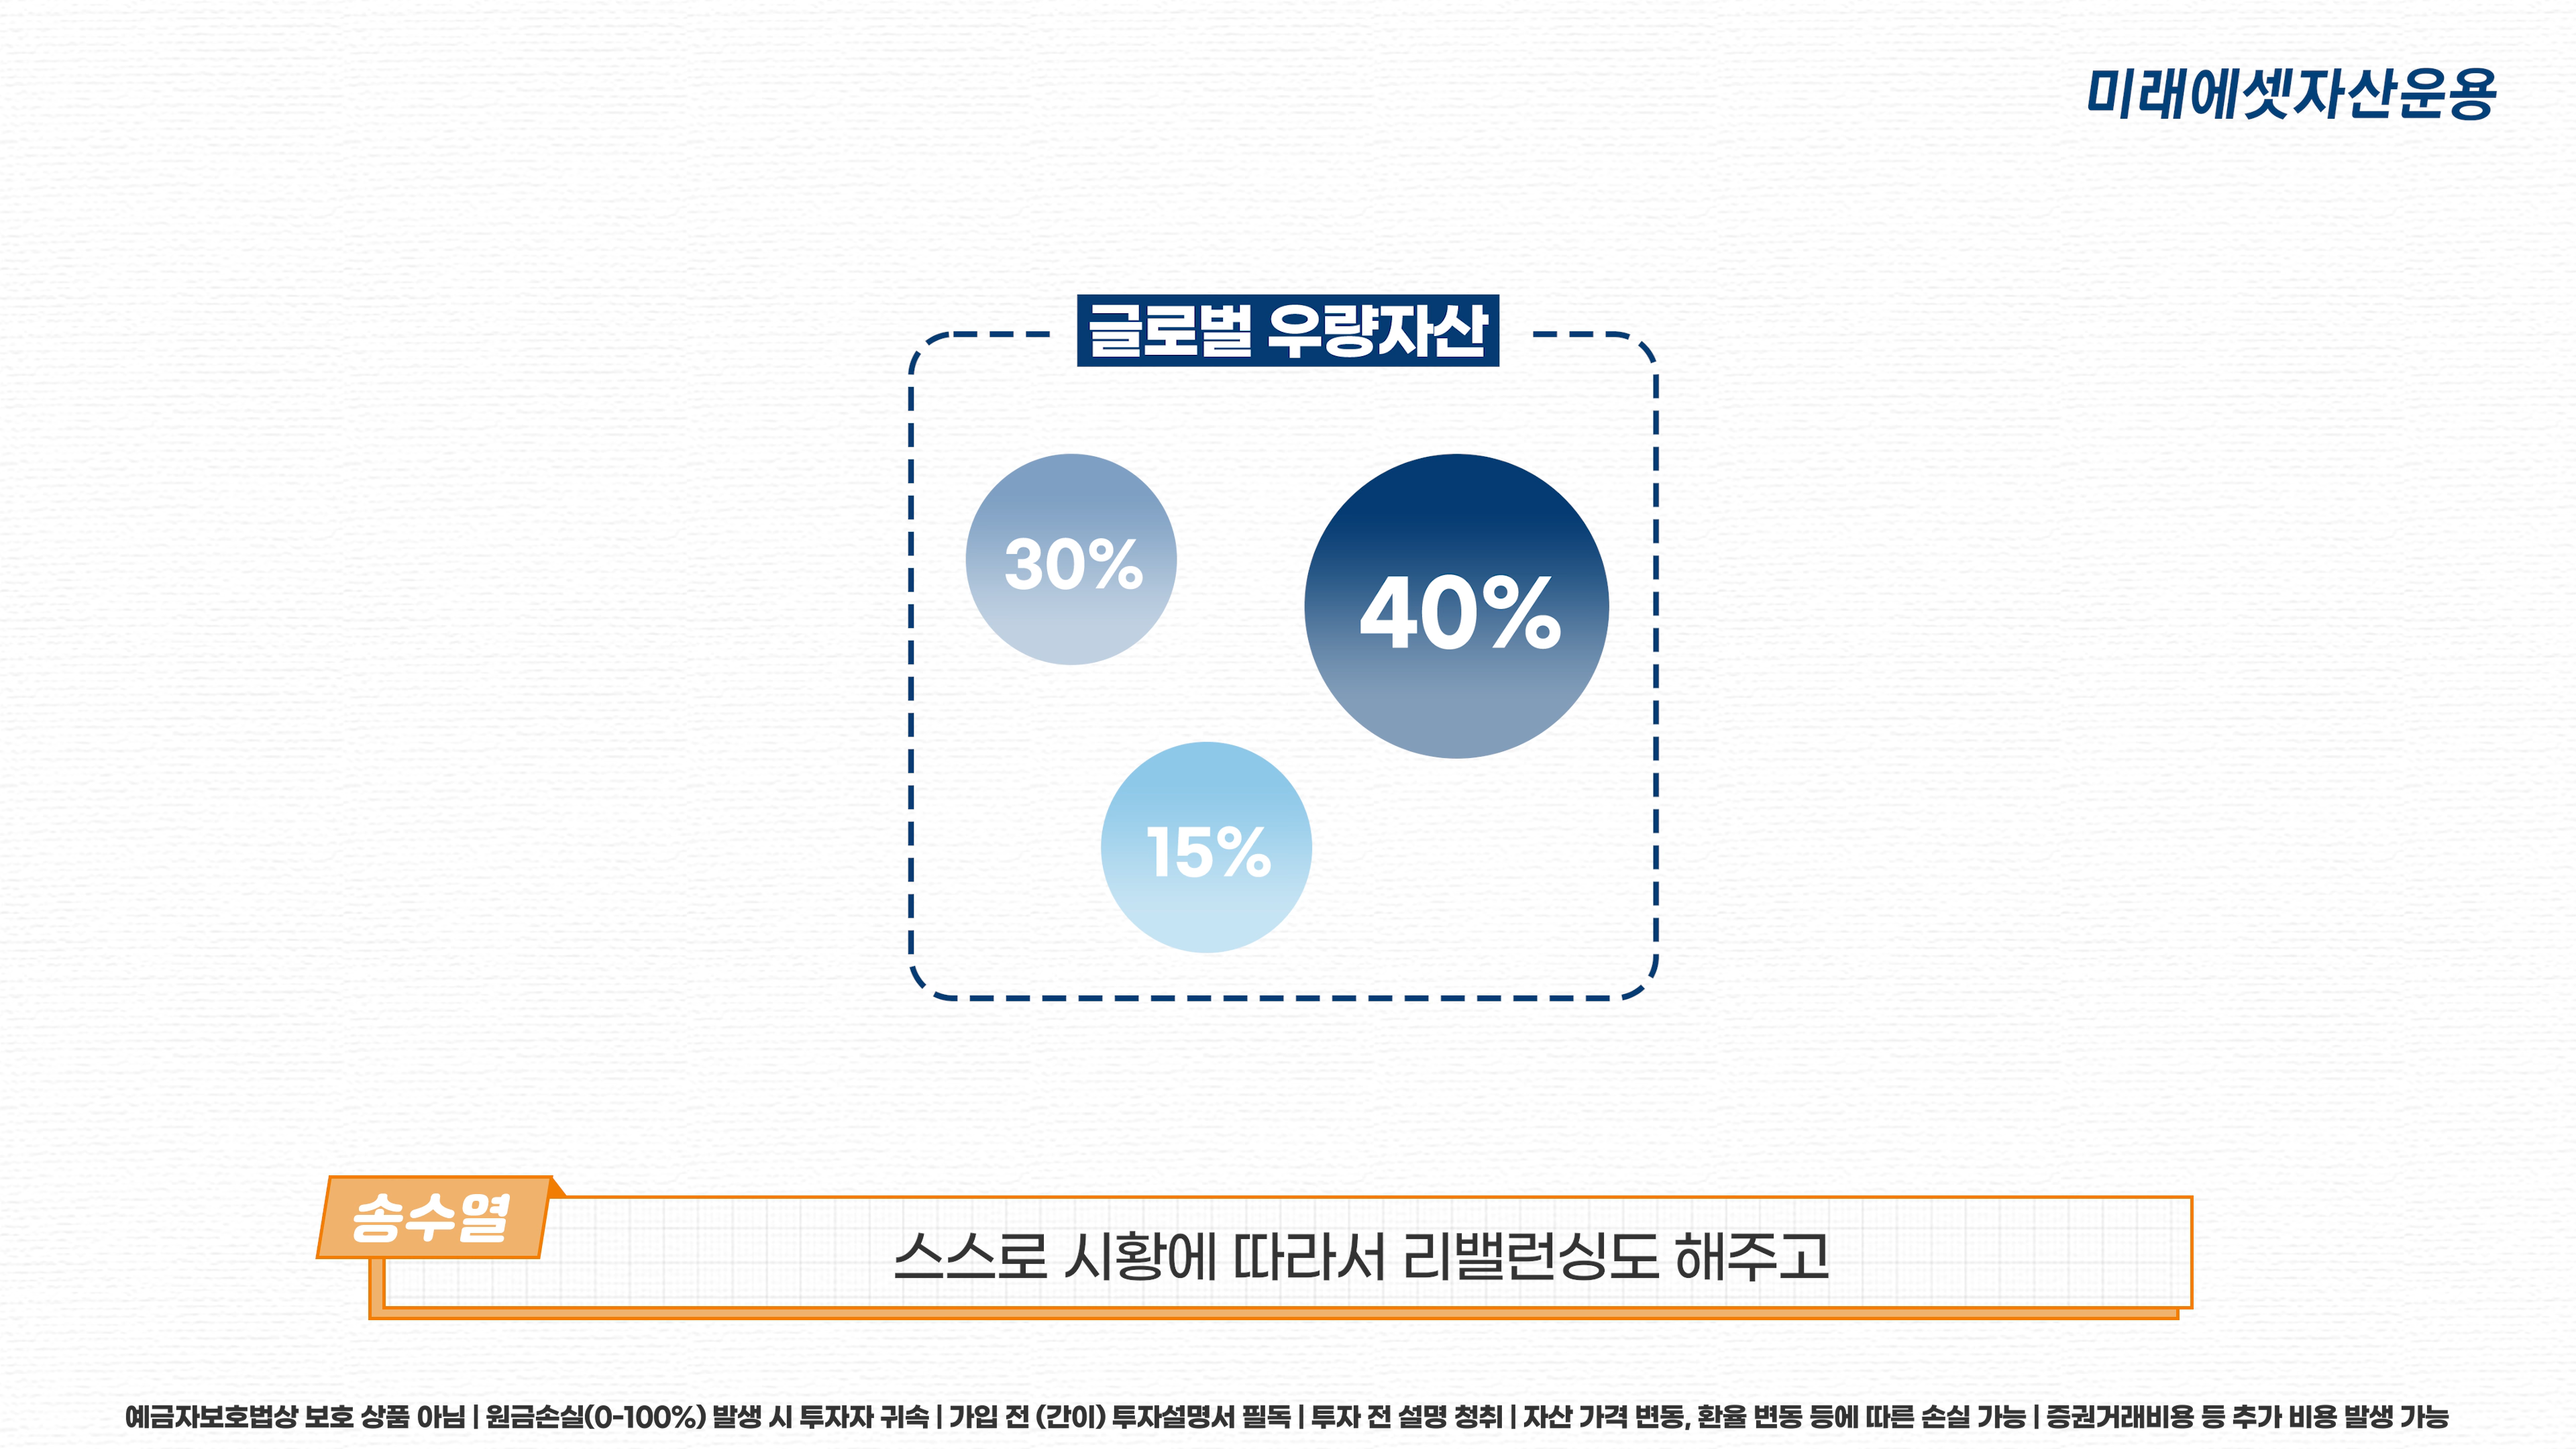 미래에셋자산운용
글로벌 우량자산
30%
40%
15%
송수열
스스로 시황에 따라서 리밸런싱도 해주고
예금자보호법상 보호 상품 아님 | 원금손실(0-100%) 발생 시 투자자 귀속 | 가입 전 (간이) 투자설명서 필독 | 투자 전 설명 청취 | 자산 가격 변동, 환율 변동 등에 따른 손실 가능 | 증권거래비용 등 추가 비용 발생 가능